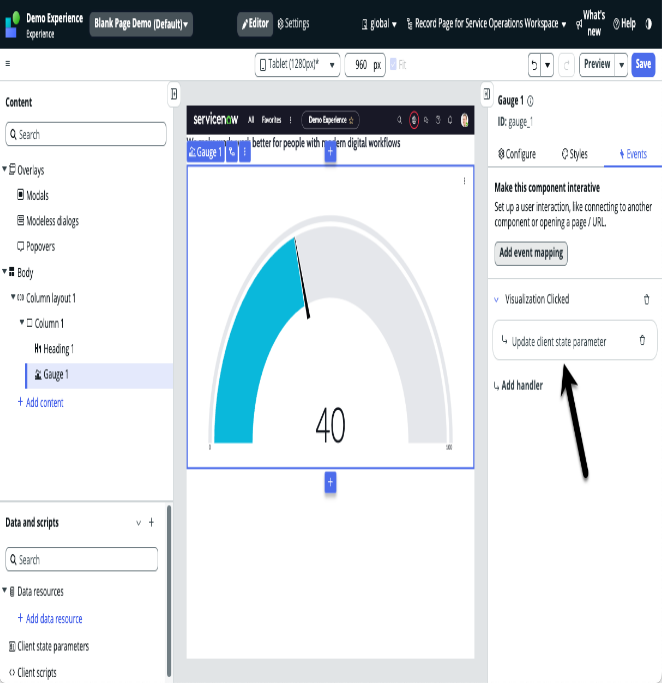 Demo Experience
Experience
Blank Page Demo (Default)
Editor
Settings
global
Record Page for Service Operations Workspace
What's new
Help
Tablet (1280px)*
960 px
Fit
Preview
Save
Content
Search
Overlays
Modals
Modeless dialogs
Popovers
Body
Column layout 1
Column 1
H1 Heading 1
Gauge 1
+ Add content
Data and scripts
Search
Data resources
+ Add data resource
Client state parameters
Client scripts
servicenow
All
Favorites
Demo Experience
better for people with modern digital workflows
Gauge 1
40
0
Gauge 1
ID: gauge_1
Configure
Styles
Events
Make this component interative
Set up a user interaction, like connecting to another
component or opening a page / URL.
Add event mapping
Visualization Clicked
Update client state parameter
Add handler